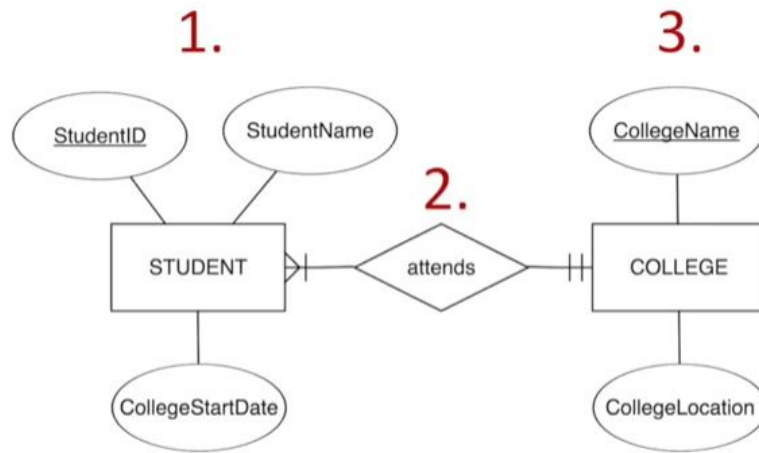 1.
3.
StudentID
StudentName
CollegeName
2.
STUDENT
attends
COLLEGE
CollegeStartDate
CollegeLocation